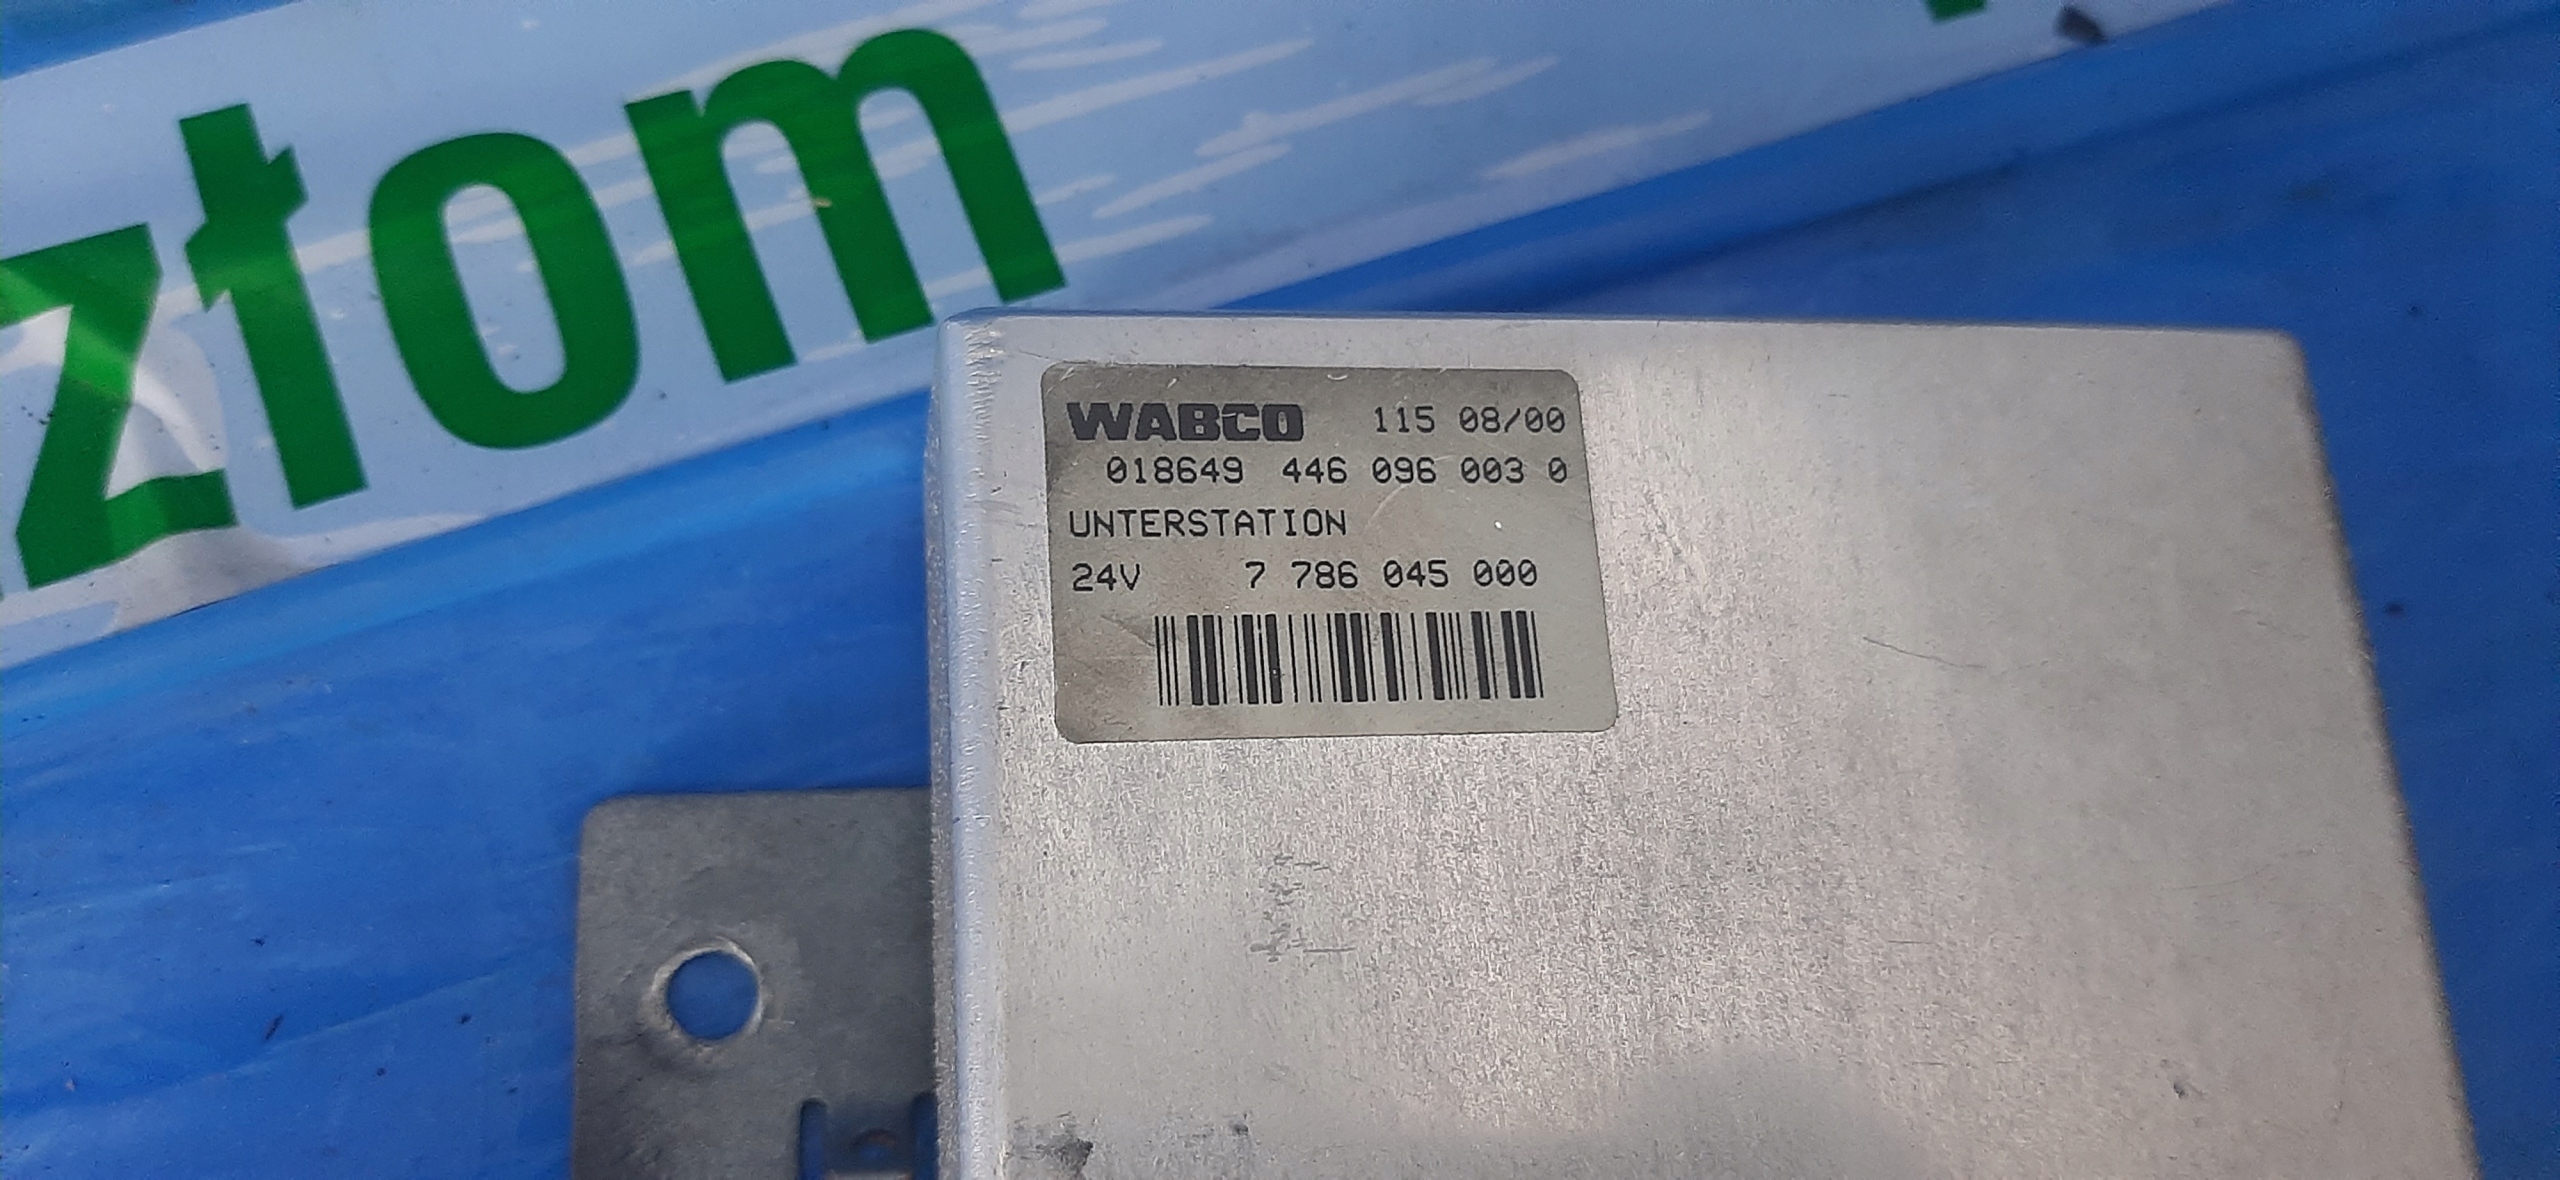 złom
WABCO 115 08/00
018649 446 096 003 0
UNTERSTATION
24V 7 786 045 000